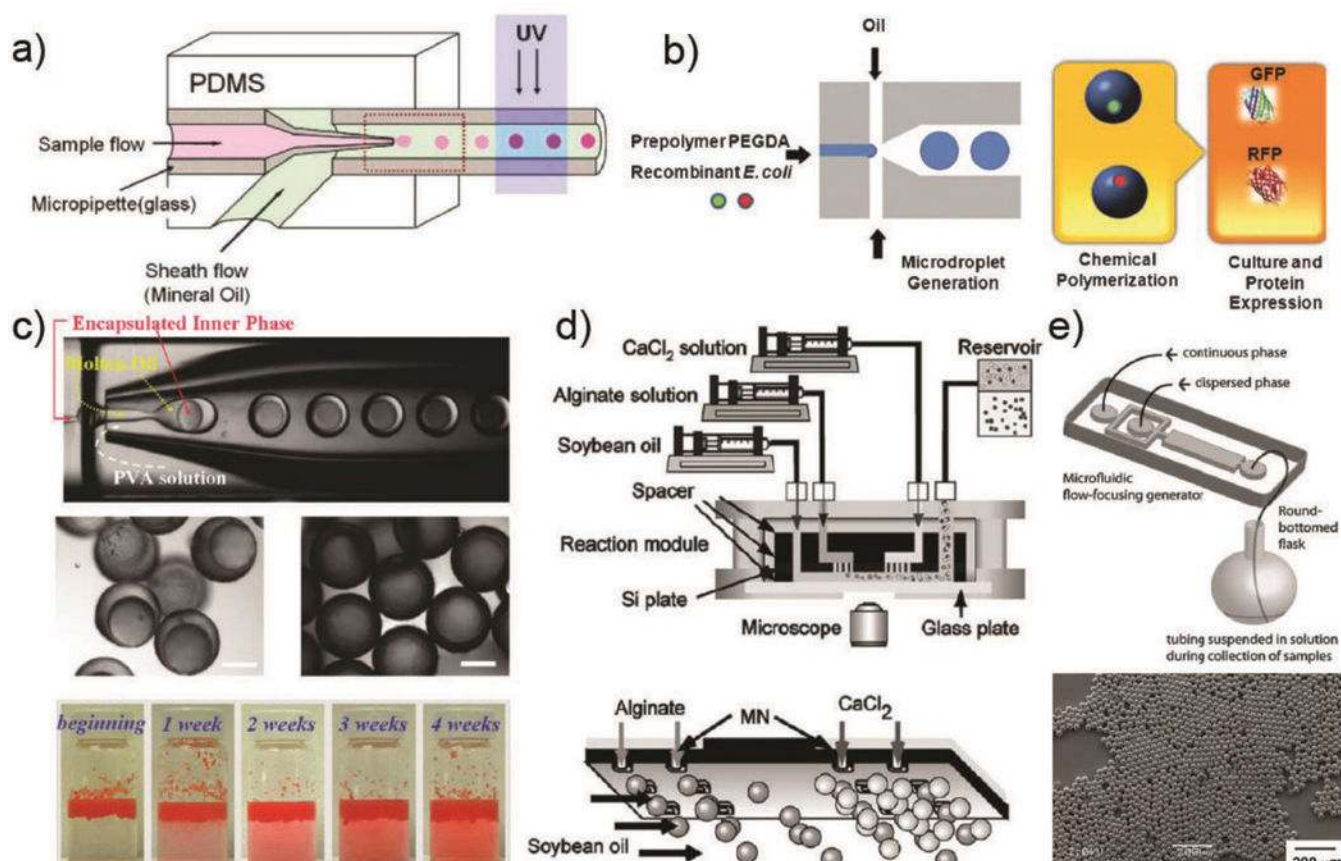 a)
PDMS
UV
Sample flow
Micropipette(glass)
Sheath flow
(Mineral Oil)
b)
Oil
Prepolymer PEGDA
Recombinant E. coli
Microdroplet
Generation
Chemical
Polymerization
GFP
RFP
Culture and
Protein
Expression
c)
Encapsulated Inner Phase
Molten Oil
PVA solution
beginning
1 week
2 weeks
3 weeks
4 weeks
d)
CaCl2 solution
Alginate solution
Soybean oil
Reservoir
Spacer
Reaction module
Si plate
Microscope
Glass plate
Alginate
MN
CaCl2
Soybean oil
e)
continuous phase
dispersed phase
Microfluidic
flow-focusing generator
Round-
bottomed
flask
tubing suspended in solution
during collection of samples